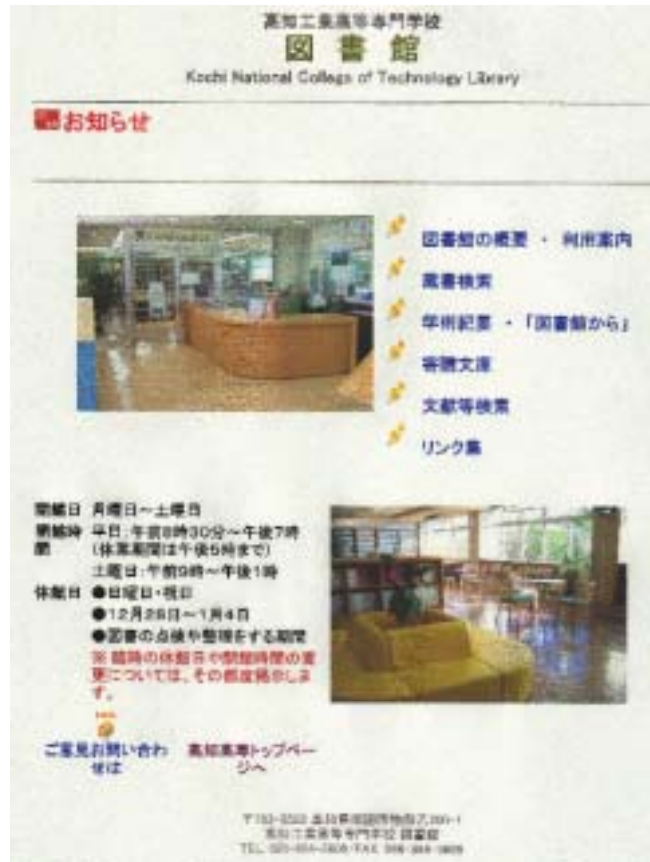 高知工業高等専門学校
図書館
Kochi National College of Technology Library
お知らせ
図書館の概要 ・ 利用案内
蔵書検索
学術紀要 ・「図書館から」
寄贈文庫
文献等検索
リンク集
開館日 月曜日～土曜日
開館時 平日:午前8時30分～午後7時
間 (休業期間は午後5時まで)
土曜日:午前9時～午後1時
休館日 ●日曜日・祝日
●12月28日～1月4日
●図書の点検や整理をする期間
※ 臨時の休館日や開館時間の変
更については、その都度掲示しま
す。
ご意見お問い合わ
せは
高知高専トップペー
ジへ
高知工業高等専門学校 図書館